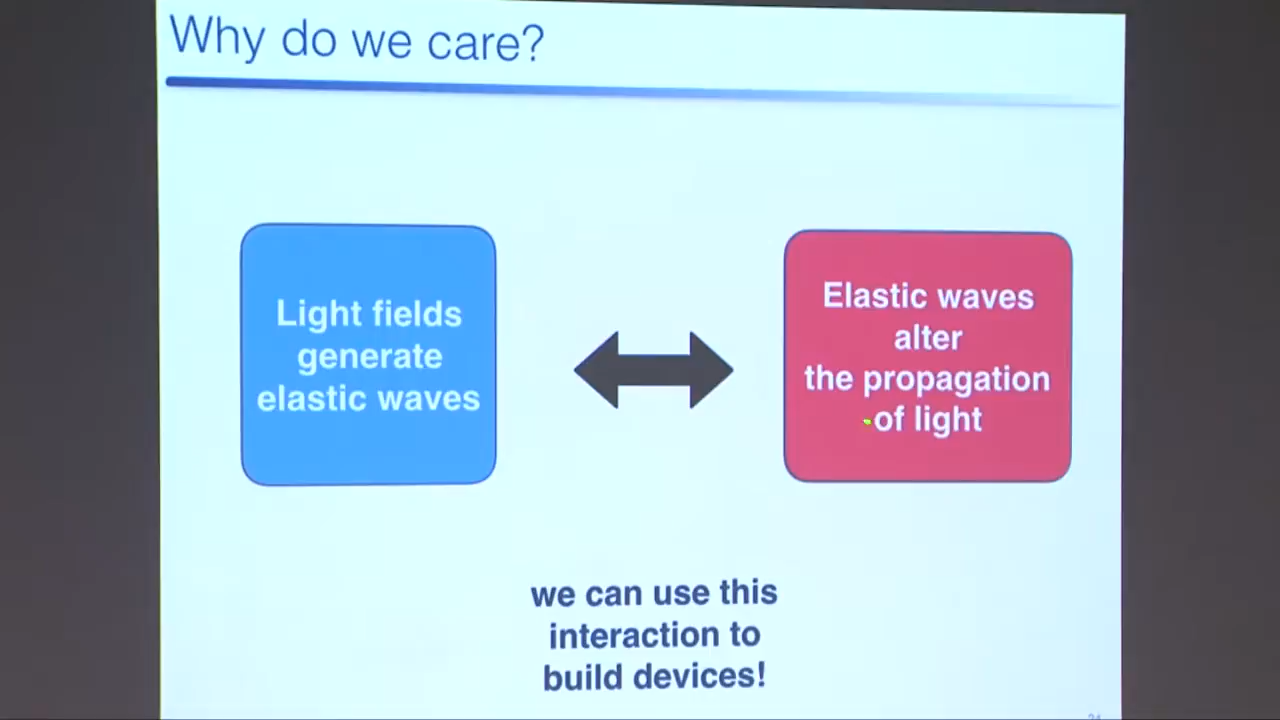 Why do we care?
Light fields
generate
elastic waves
Elastic waves
alter
the propagation
of light
we can use this
interaction to
build devices!